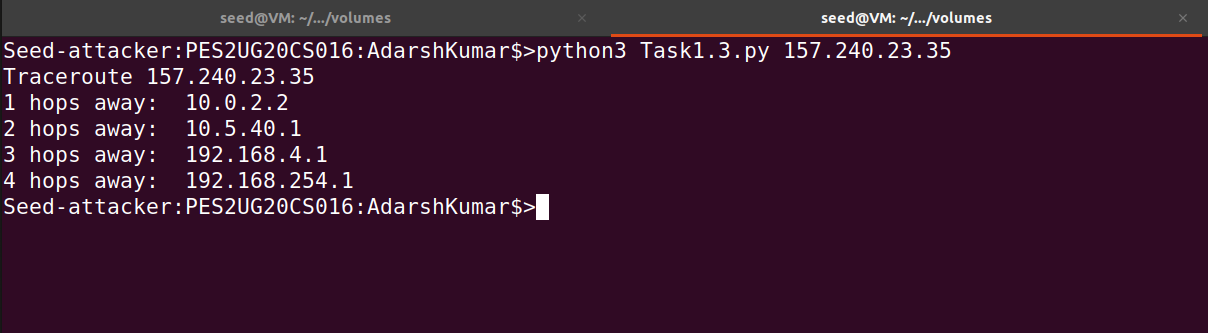 seed@VM: ~/.../volumes × seed@VM: ~/.../volumes ×
Seed-attacker:PES2UG20CS016:AdarshKumar$>python3 Task1.3.py 157.240.23.35
Traceroute 157.240.23.35
1 hops away:  10.0.2.2
2 hops away:  10.5.40.1
3 hops away:  192.168.4.1
4 hops away:  192.168.254.1
Seed-attacker:PES2UG20CS016:AdarshKumar$>